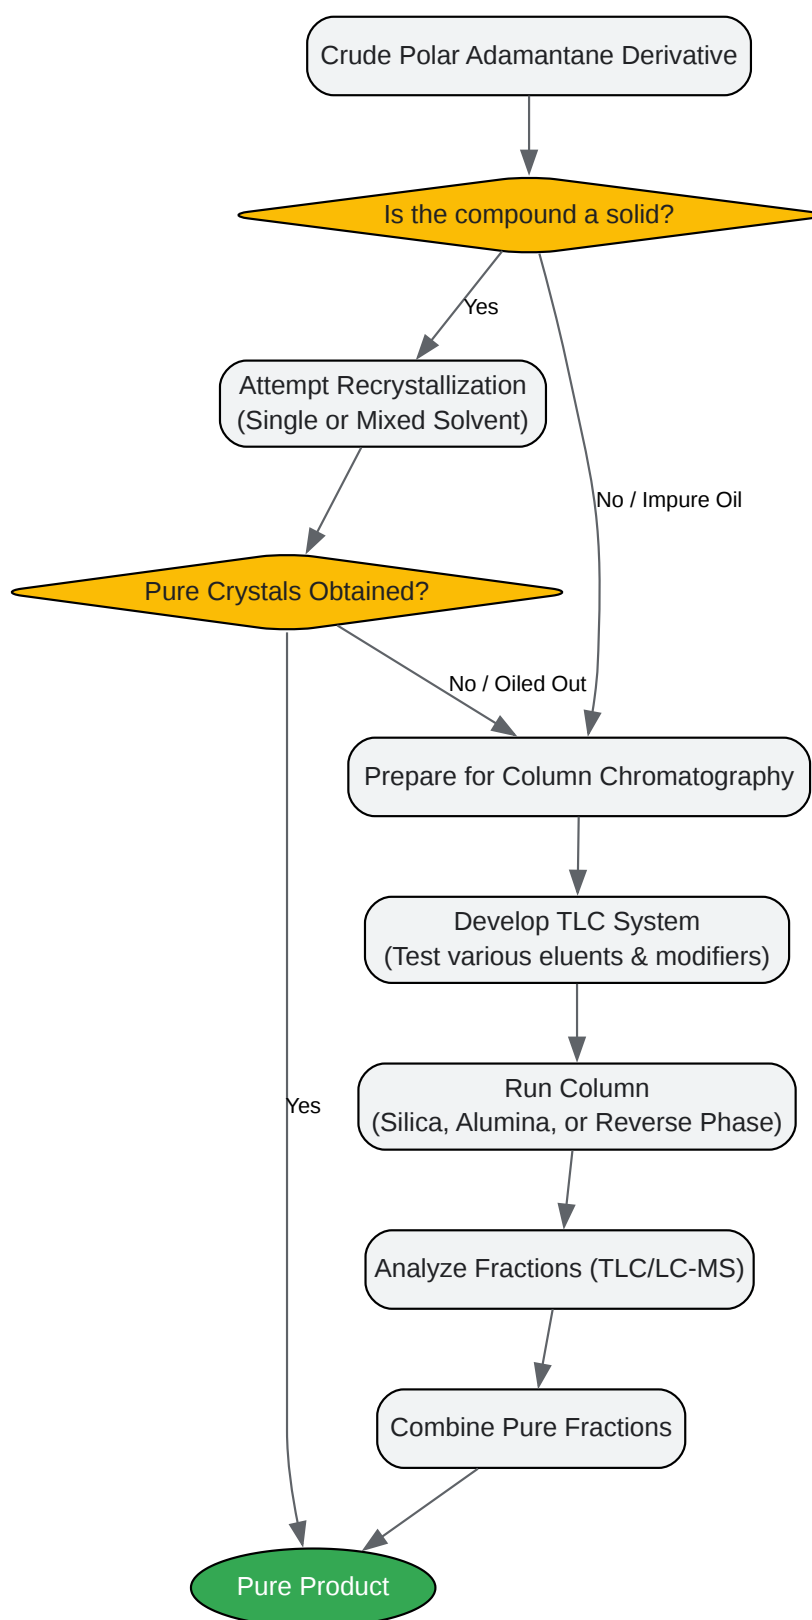 Crude Polar Adamantane Derivative
Is the compound a solid?
Yes
Attempt Recrystallization
(Single or Mixed Solvent)
No / Impure Oil
Pure Crystals Obtained?
No / Oiled Out
Prepare for Column Chromatography
Develop TLC System
(Test various eluents & modifiers)
Run Column
(Silica, Alumina, or Reverse Phase)
Yes
Analyze Fractions (TLC/LC-MS)
Combine Pure Fractions
Pure Product